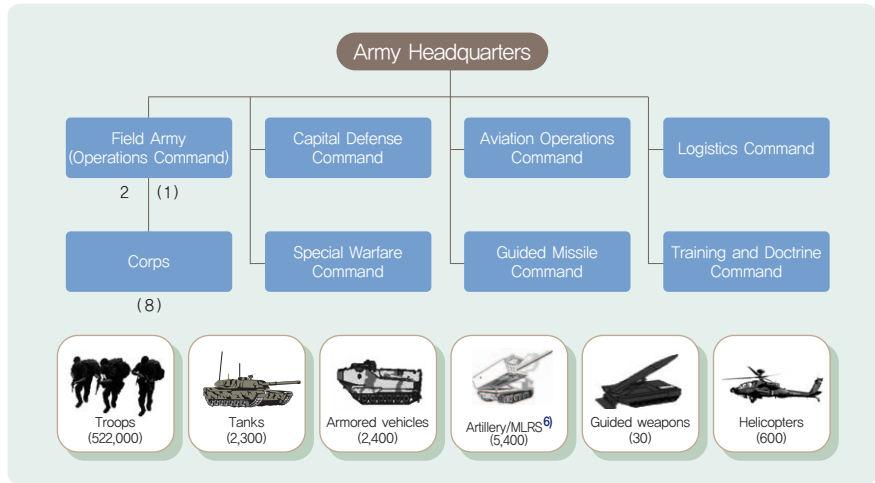 Army Headquarters
Field Army
(Operations Command)
Capital Defense
Command
Aviation Operations
Command
Logistics Command
2 (1)
Corps
Special Warfare
Command
Guided Missile
Command
Training and Doctrine
Command
(8)
Troops
(522,000)
Tanks
(2,300)
Armored vehicles
(2,400)
Artillery/MLRS6)
(5,400)
Guided weapons
(30)
Helicopters
(600)